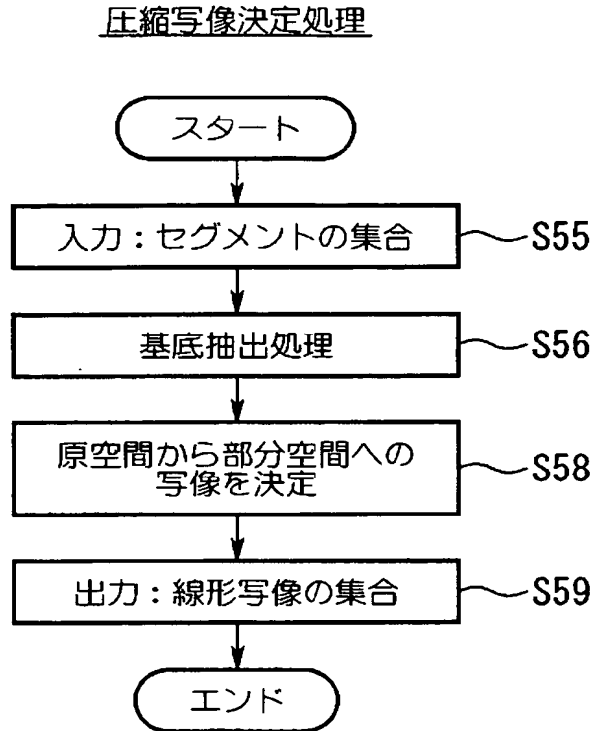 圧縮写像決定処理
スタート
入力：セグメントの集合
S55
基底抽出処理
S56
原空間から部分空間への
写像を決定
S58
出力：線形写像の集合
S59
エンド